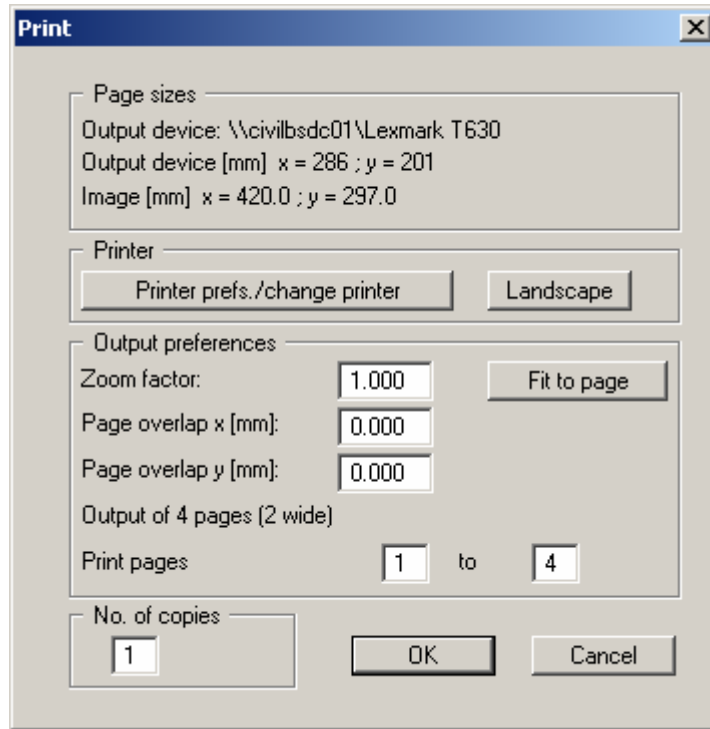 Print
Page sizes
Output device: \\civilbsdc01\Lexmark T630
Output device [mm] x = 286 ; y = 201
Image [mm] x = 420.0 ; y = 297.0
Printer
Printer prefs./change printer Landscape
Output preferences
Zoom factor: 1.000 Fit to page
Page overlap x [mm]: 0.000
Page overlap y [mm]: 0.000
Output of 4 pages (2 wide)
Print pages 1 to 4
No. of copies
1 OK Cancel